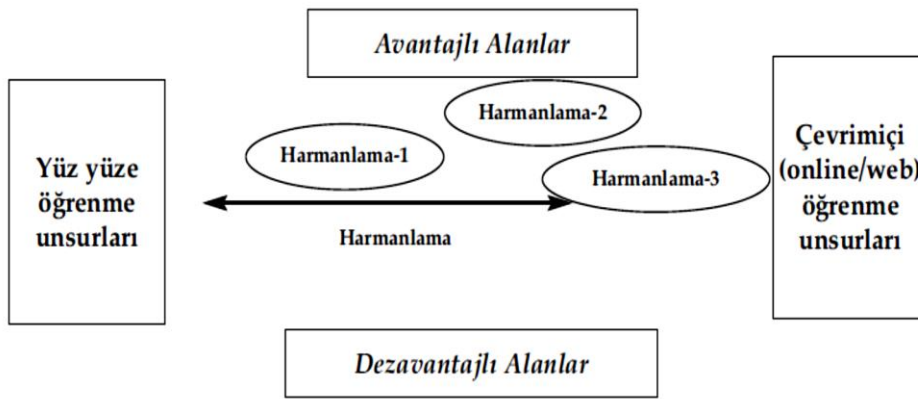 Avantajlı Alanlar
Yüz yüze
öğrenme
unsurları
Harmanlama-1
Harmanlama-2
Harmanlama-3
Harmanlama
Çevrimiçi
(online/web)
öğrenme
unsurları
Dezavantajlı Alanlar